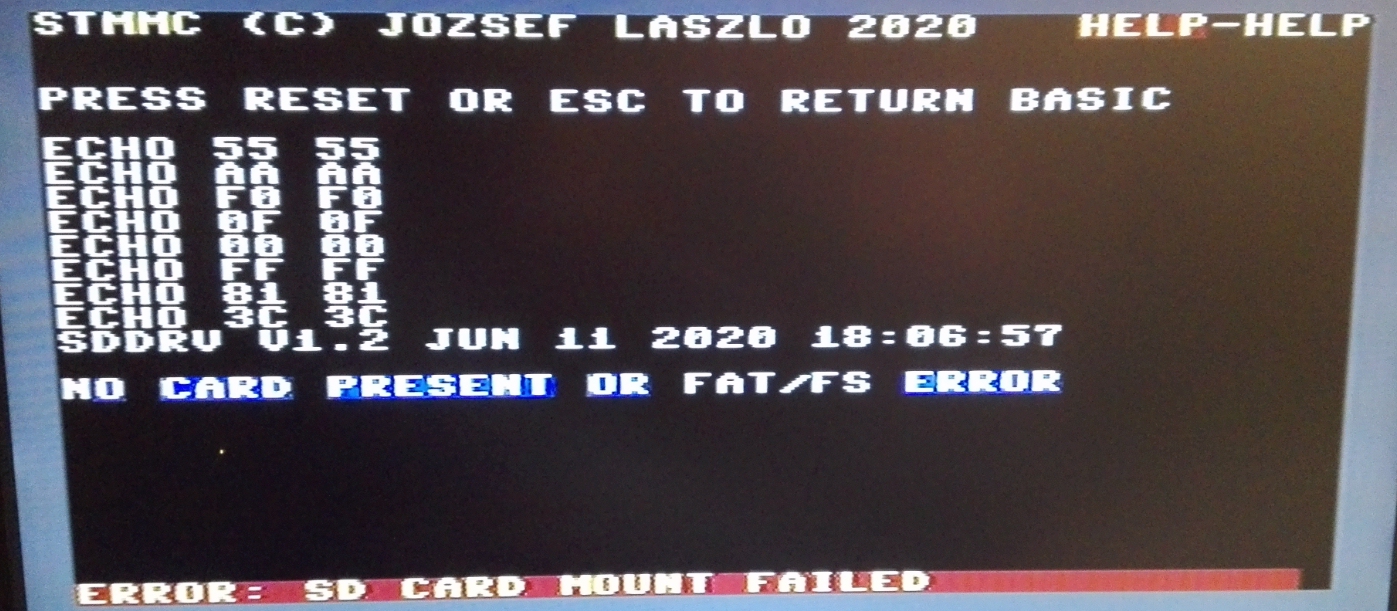 STMMC (C) JOZSEF LASZLO 2020 HELP-HELP
PRESS RESET OR ESC TO RETURN BASIC
ECHO 55 55
ECHO AA AA
ECHO F0 F0
ECHO 0F 0F
ECHO 00 00
ECHO FF FF
ECHO 81 81
ECHO 3C 3C
SDDRV V1.2 JUN 11 2020 18:06:57
NO CARD PRESENT OR FAT/FS ERROR
ERROR: SD CARD MOUNT FAILED